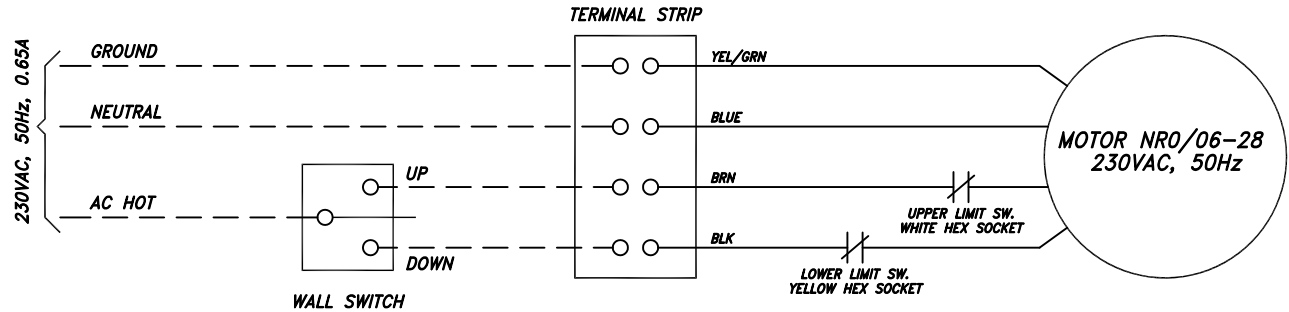 TERMINAL STRIP
230VAC, 50Hz, 0.65A
GROUND
YEL/GRN
NEUTRAL
BLUE
MOTOR NRO/06-28
230VAC, 50Hz
UP
BRN
AC HOT
UPPER LIMIT SW.
WHITE HEX SOCKET
BLK
DOWN
LOWER LIMIT SW.
YELLOW HEX SOCKET
WALL SWITCH